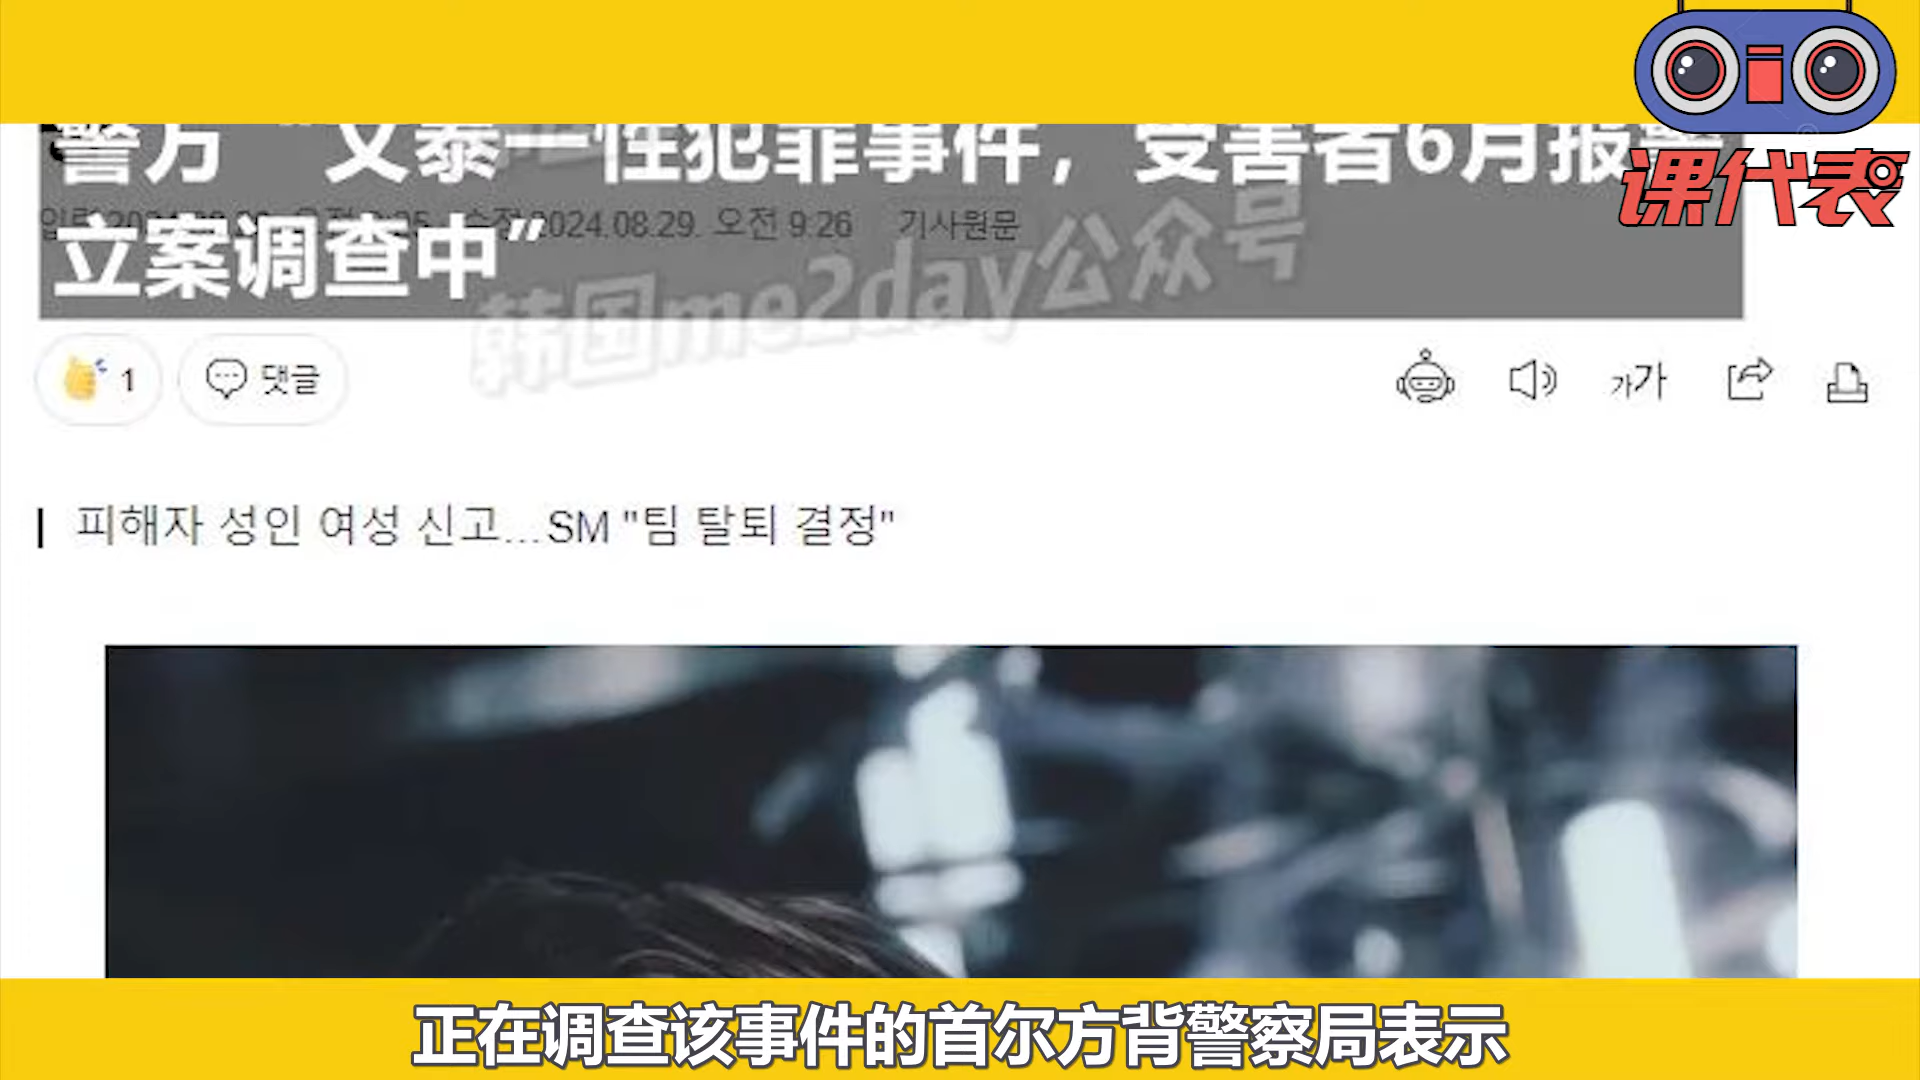 课代表
警方“文泰一性犯罪事件，受害者6月报警
立案调查中”
2024.08.29. 오전 9:26 기사원문
韩国me2day公众号
1 댓글
가가
피해자 성인 여성 신고...SM "팀 탈퇴 결정"
正在调查该事件的首尔方背警察局表示